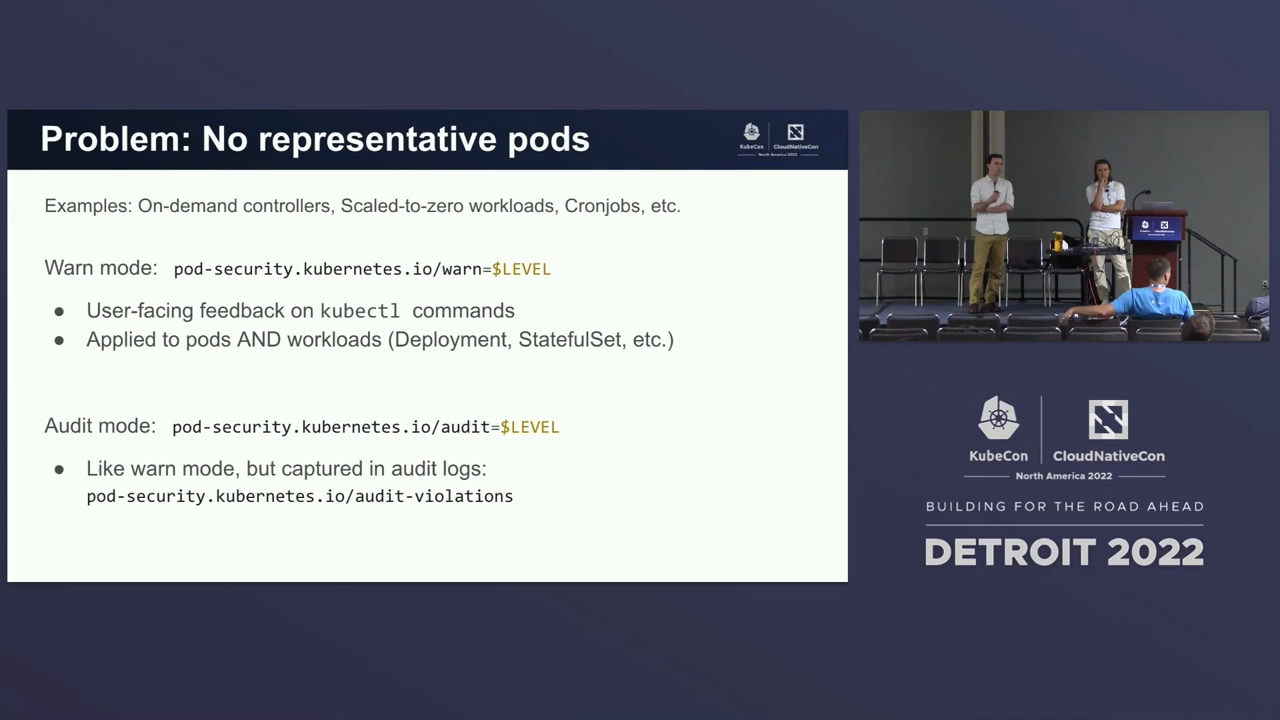 Problem: No representative pods
KubeCon
CloudNativeCon
North America 2022
Examples: On-demand controllers, Scaled-to-zero workloads, Cronjobs, etc.
Warn mode: pod-security.kubernetes.io/warn=$LEVEL
● User-facing feedback on kubectl commands
● Applied to pods AND workloads (Deployment, StatefulSet, etc.)
Audit mode: pod-security.kubernetes.io/audit=$LEVEL
● Like warn mode, but captured in audit logs:
pod-security.kubernetes.io/audit-violations
KubeCon
CloudNativeCon
North America 2022
BUILDING FOR THE ROAD AHEAD
DETROIT 2022